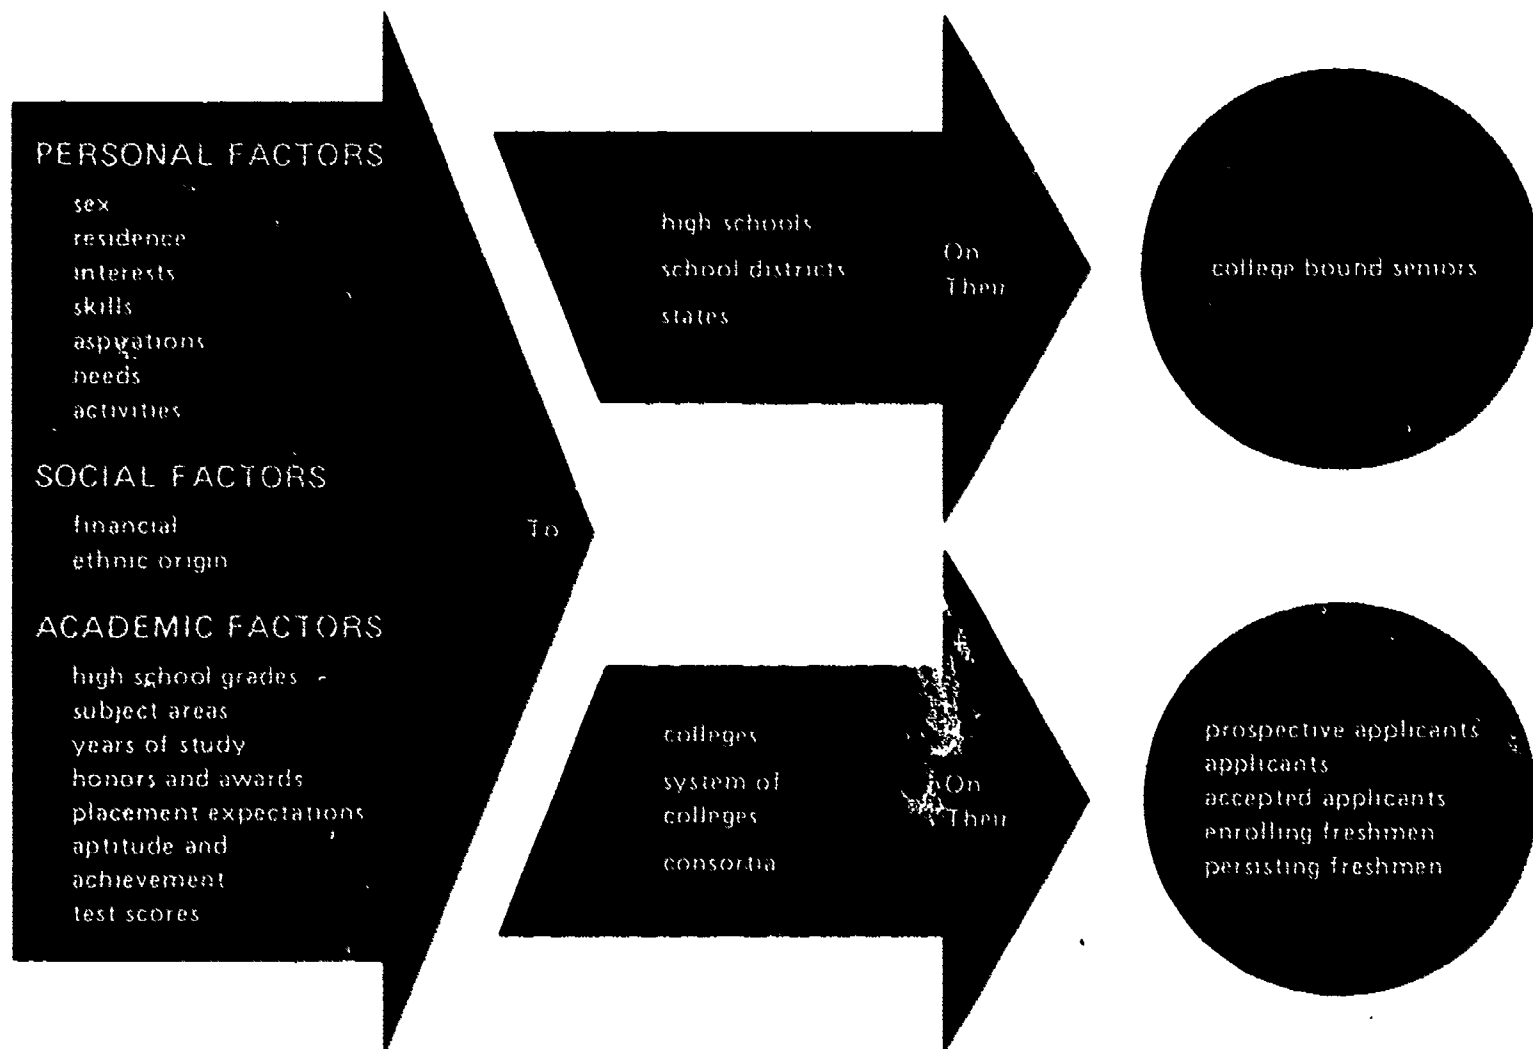 PERSONAL FACTORS
sex
residence
interests
skills
aspirations
needs
activities
SOCIAL FACTORS
financial
ethnic origin
ACADEMIC FACTORS
high school grades
subject areas
years of study
honors and awards
placement expectations
aptitude and
achievement
test scores
To
high schools
school districts
states
On
Their
college bound seniors
colleges
system of
colleges
consortia
On
Their
prospective applicants
applicants
accepted applicants
enrolling freshmen
persisting freshmen